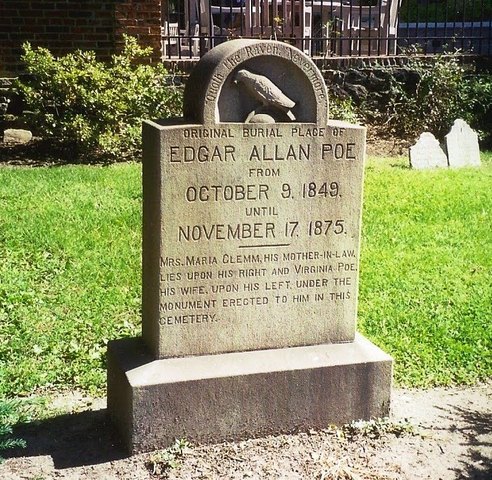 Quoth the Raven, Nevermore
ORIGINAL BURIAL PLACE OF
EDGAR ALLAN POE
FROM
OCTOBER 9, 1849,
UNTIL
NOVEMBER 17, 1875.
MRS. MARIA CLEMM, HIS MOTHER-IN-LAW,
LIES UPON HIS RIGHT AND VIRGINIA POE,
HIS WIFE, UPON HIS LEFT, UNDER THE
MONUMENT ERECTED TO HIM IN THIS
CEMETERY.